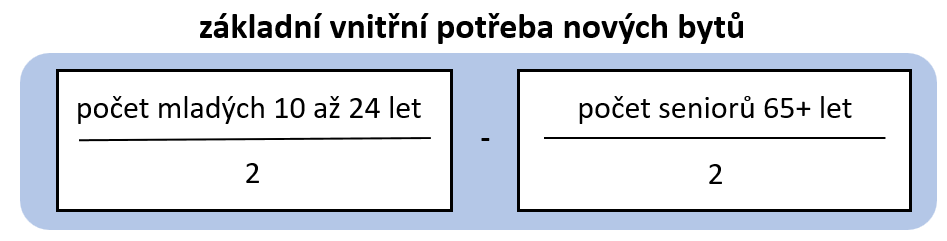 základní vnitřní potřeba nových bytů
počet mladých 10 až 24 let
2
-
počet seniorů 65+ let
2